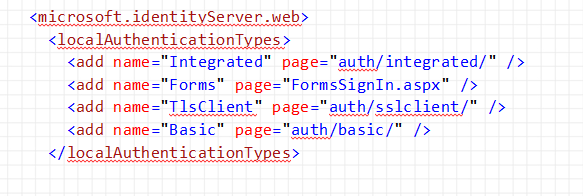 <microsoft.identityServer.web>
<localAuthenticationTypes>
<add name="Integrated" page="auth/integrated/" />
<add name="Forms" page="FormsSignIn.aspx" />
<add name="TlsClient" page="auth/sslclient/" />
<add name="Basic" page="auth/basic/" />
</localAuthenticationTypes>